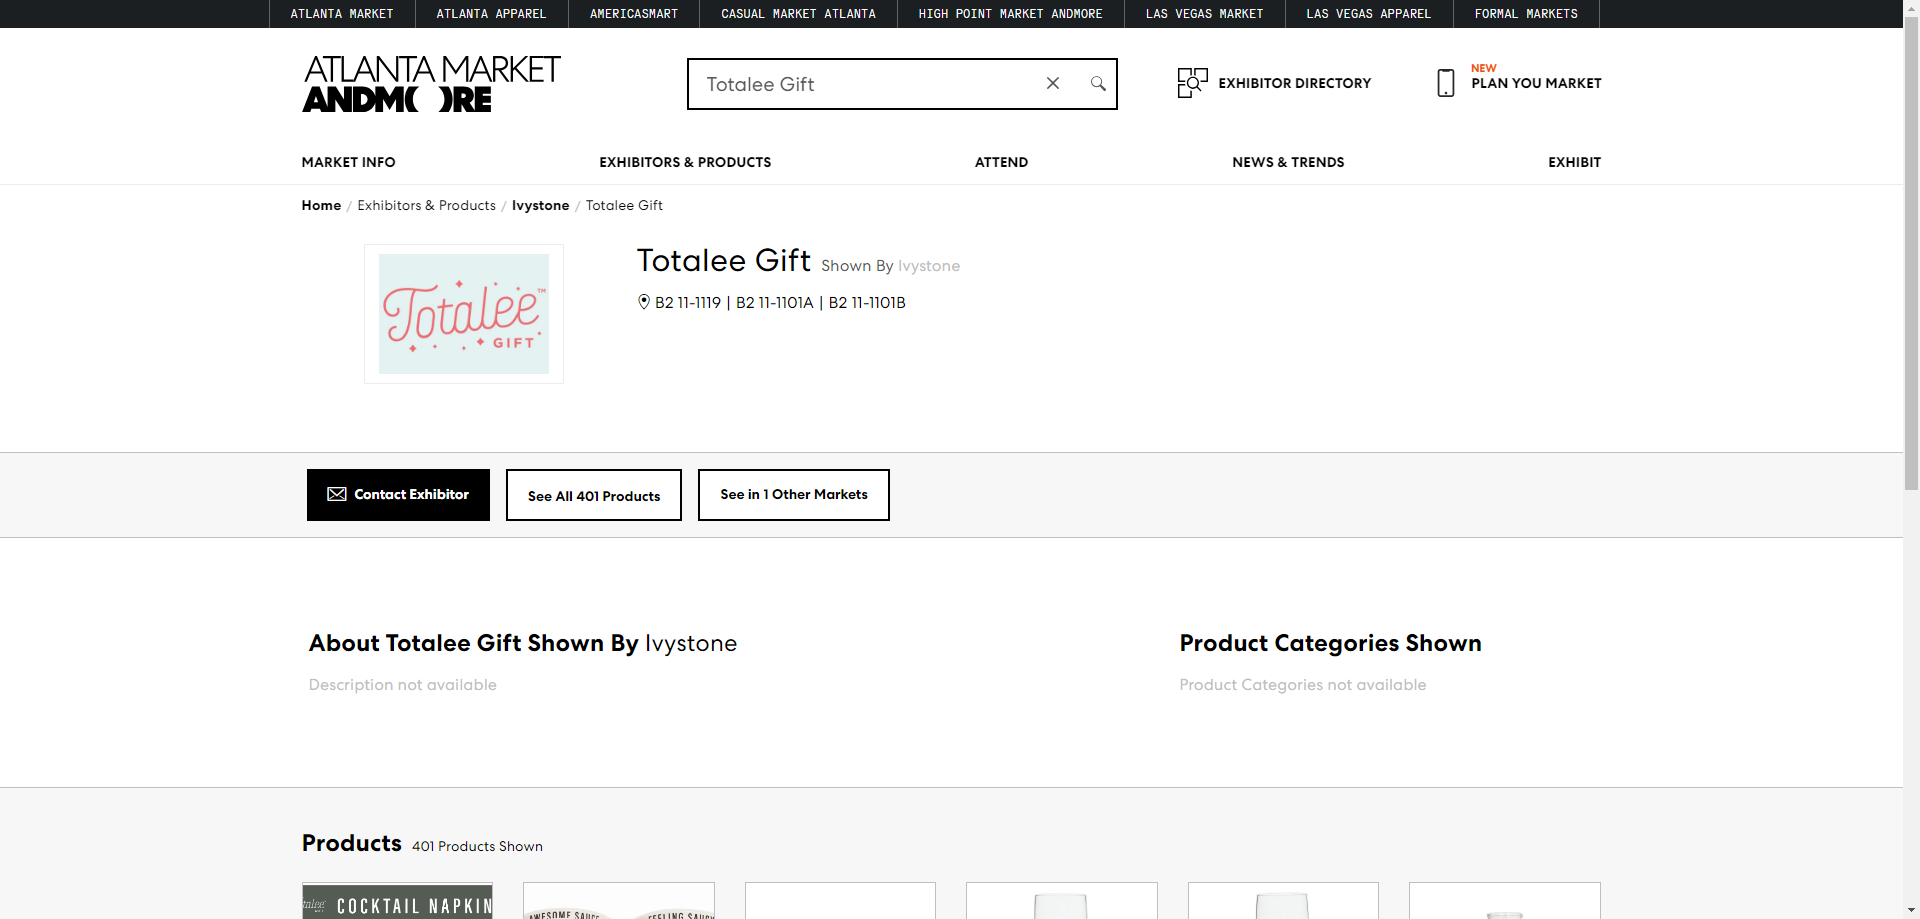 ATLANTA MARKET
ATLANTA APPAREL
AMERICASMART
CASUAL MARKET ATLANTA
HIGH POINT MARKET ANDMORE
LAS VEGAS MARKET
LAS VEGAS APPAREL
FORMAL MARKETS
ATLANTA MARKET
ANDMORE
Totalee Gift
EXHIBITOR DIRECTORY
NEW
PLAN YOU MARKET
MARKET INFO
EXHIBITORS & PRODUCTS
ATTEND
NEWS & TRENDS
EXHIBIT
Home / Exhibitors & Products / Ivystone / Totalee Gift
Totalee™
GIFT
Totalee Gift Shown By Ivystone
B2 11-1119 | B2 11-1101A | B2 11-1101B
Contact Exhibitor
See All 401 Products
See in 1 Other Markets
About Totalee Gift Shown By Ivystone
Description not available
Product Categories Shown
Product Categories not available
Products 401 Products Shown
COCKTAIL NAPKIN
AWESOME SAUCE
FEELING SAUCY